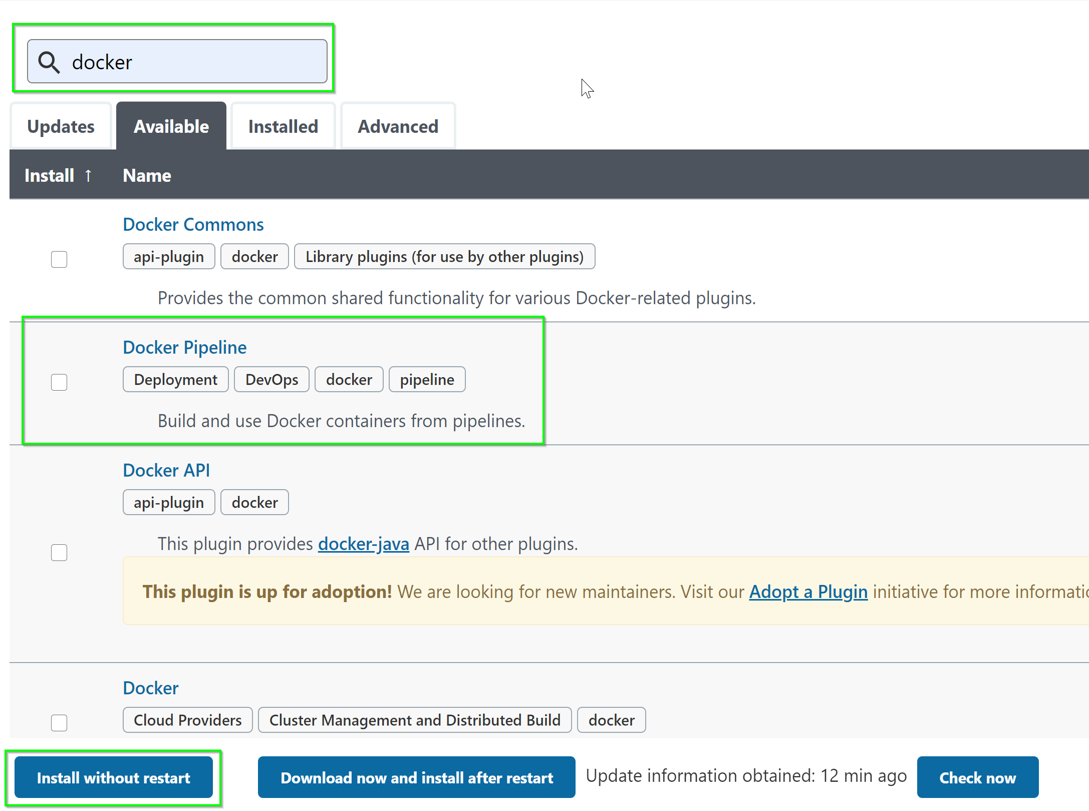 docker
Updates Available Installed Advanced
Install ↑ Name
Docker Commons
api-plugin docker Library plugins (for use by other plugins)
Provides the common shared functionality for various Docker-related plugins.
Docker Pipeline
Deployment DevOps docker pipeline
Build and use Docker containers from pipelines.
Docker API
api-plugin docker
This plugin provides docker-java API for other plugins.
This plugin is up for adoption! We are looking for new maintainers. Visit our Adopt a Plugin initiative for more
Docker
Cloud Providers Cluster Management and Distributed Build docker
Install without restart Download now and install after restart Update information obtained: 12 min ago Check now